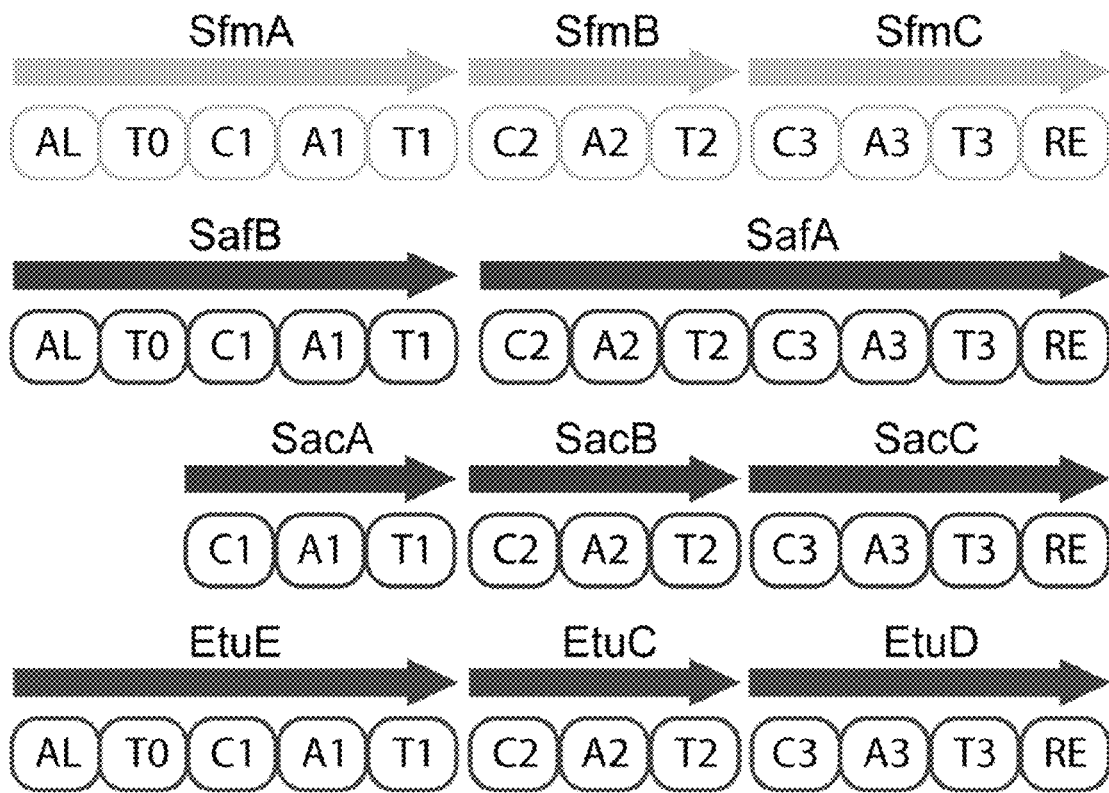 SfmA SfmB SfmC
AL T0 C1 A1 T1 C2 A2 T2 C3 A3 T3 RE
SafB SafA
AL T0 C1 A1 T1 C2 A2 T2 C3 A3 T3 RE
SacA SacB SacC
C1 A1 T1 C2 A2 T2 C3 A3 T3 RE
EtuE EtuC EtuD
AL T0 C1 A1 T1 C2 A2 T2 C3 A3 T3 RE